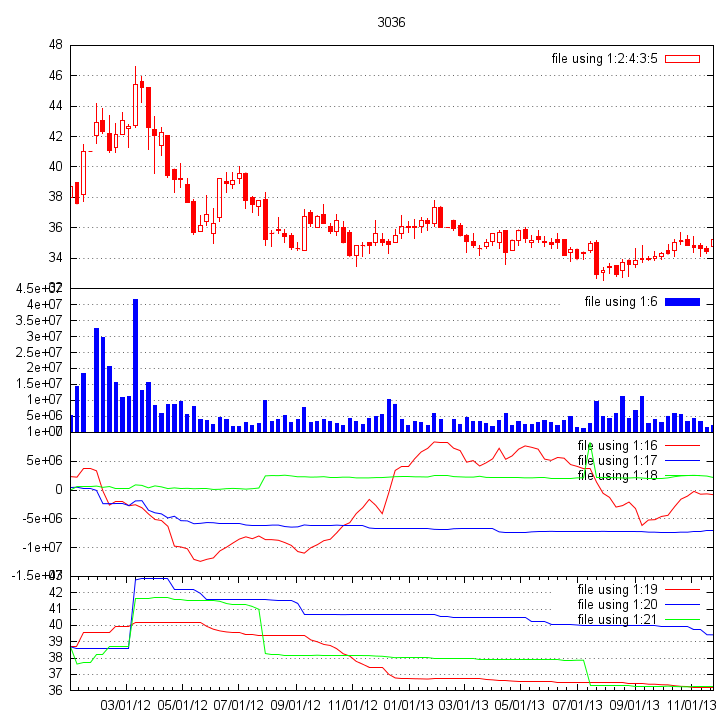 3036
48
file using 1:2:4:3:5
46
44
42
40
38
36
34
32
4.5e+07
file using 1:6
4e+07
3.5e+07
3e+07
2.5e+07
2e+07
1.5e+07
1e+07
5e+06
0
1e+07
file using 1:16
5e+06
file using 1:17
file using 1:18
0
-5e+06
-1e+07
-1.5e+07
43
42
file using 1:19
41
file using 1:20
40
file using 1:21
39
38
37
36
03/01/12 05/01/12 07/01/12 09/01/12 11/01/12 01/01/13 03/01/13 05/01/13 07/01/13 09/01/13 11/01/13